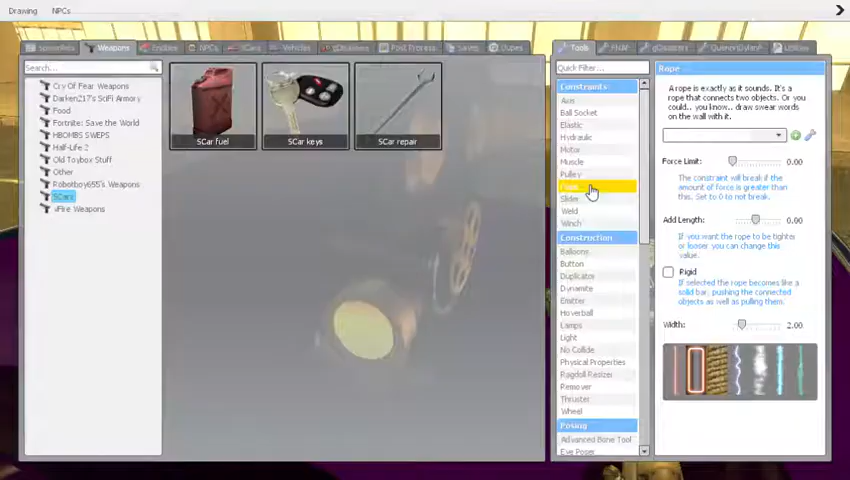 Drawing NPCs
Weapons
NPCs
Vehicles
Post Process
Saves
Dupes
Tools
Utilities
Search...
Cry Of Fear Weapons
Darken217's SciFi Armory
Food
Fortnite: Save the World
HBOMBS SWEPS
Half-Life 2
Old Toybox Stuff
Other
Robotboy655's Weapons
SCars
vFire Weapons
SCar fuel
SCar keys
SCar repair
Quick Filter...
Constraints
Axis
Ball Socket
Elastic
Hydraulic
Motor
Muscle
Pulley
Slider
Weld
Winch
Construction
Balloons
Button
Duplicator
Dynamite
Emitter
Hoverball
Lamps
Light
No Collide
Physical Properties
Ragdoll Resizer
Remover
Thruster
Wheel
Posing
Advanced Bone Tool
Eye Poser
Rope
A rope is exactly as it sounds. It's a
rope that connects two objects. Or you
could... you know.. draw swear words
on the wall with it.
Force Limit: 0.00
The constraint will break if the
amount of force is greater than
this. Set to 0 to not break.
Add Length: 0.00
If you want the rope to be tighter
or looser you can change this
value.
Rigid
If selected the rope becomes like a
solid bar, pushing the connected
objects as well as pulling them.
Width: 2.00